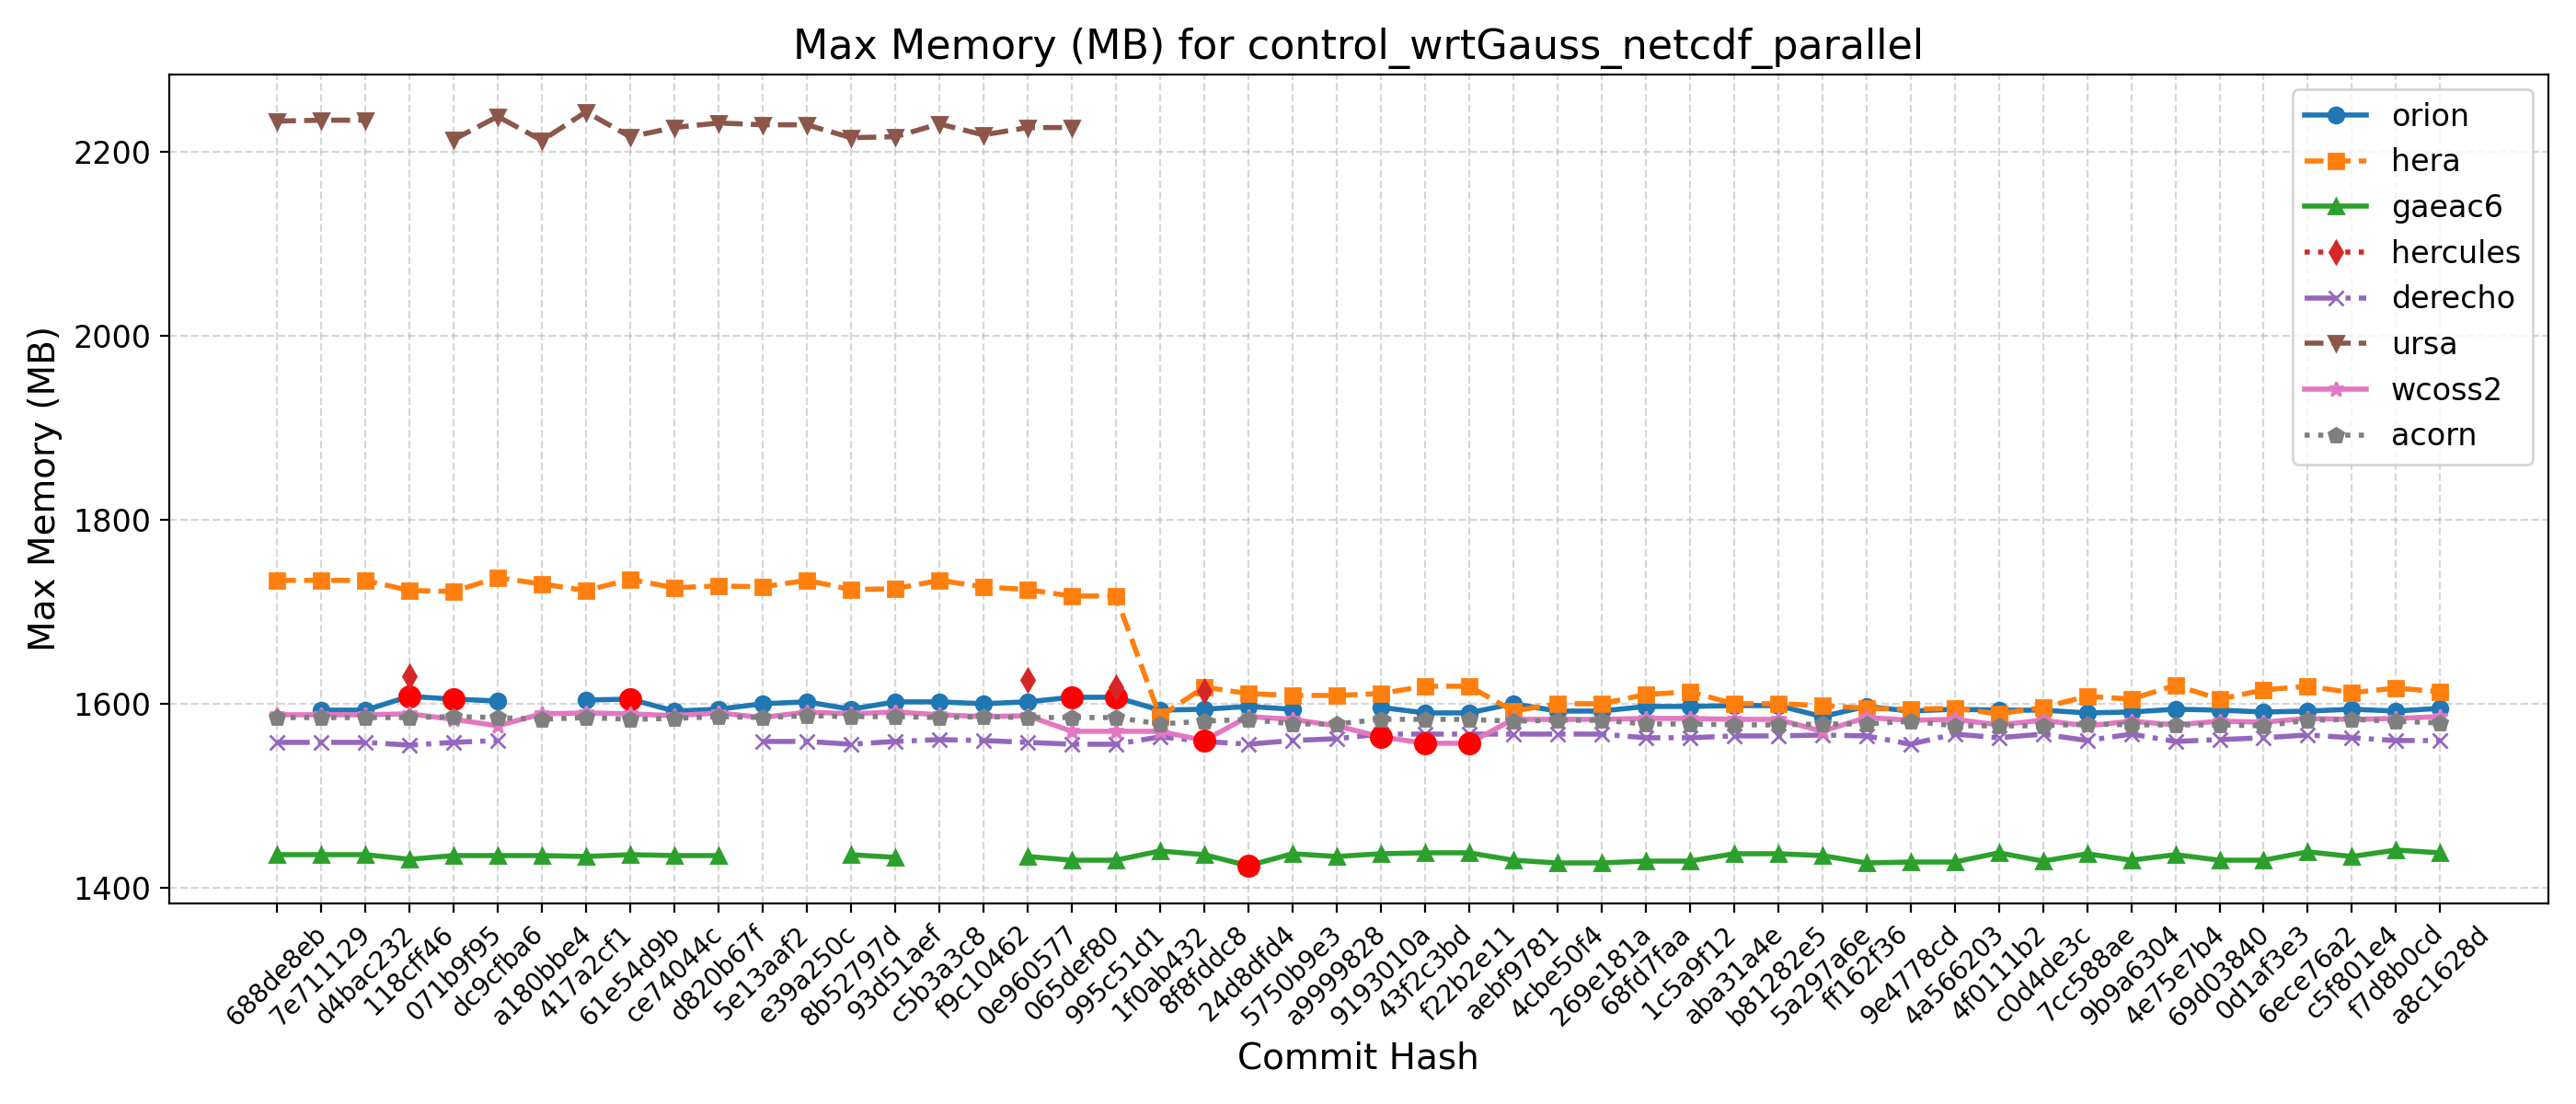 Max Memory (MB) for control_wrtGauss_netcdf_parallel
Max Memory (MB)
2200
2000
1800
1600
1400
orion
hera
gaeac6
hercules
derecho
ursa
wcoss2
acorn
688de8eb
7e711129
d4bac232
118cff46
071b9f95
dc9cfba6
a180bbe4
417a2cf1
61e54d9b
ce74044c
d820b67f
5e13aaf2
e39a250c
8b52797d
93d51aef
c5b3a3c8
f9c10462
0e960577
065def80
995c51d1
1f0ab432
8f8fddc8
24d8dfd4
5750b9e3
a9999828
9193010a
43f2c3bd
f22b2e11
aebf9781
4cbe50f4
269e181a
68fd7faa
1c5a9f12
aba31a4e
b81282e5
5a297a6e
ff162f36
9e4778cd
4a566203
4f0111b2
c0d4de3c
7cc588ae
9b9a6304
4e75e7b4
69d03840
0d1af3e3
6ece76a2
c5f801e4
f7d8b0cd
a8c1628d
Commit Hash